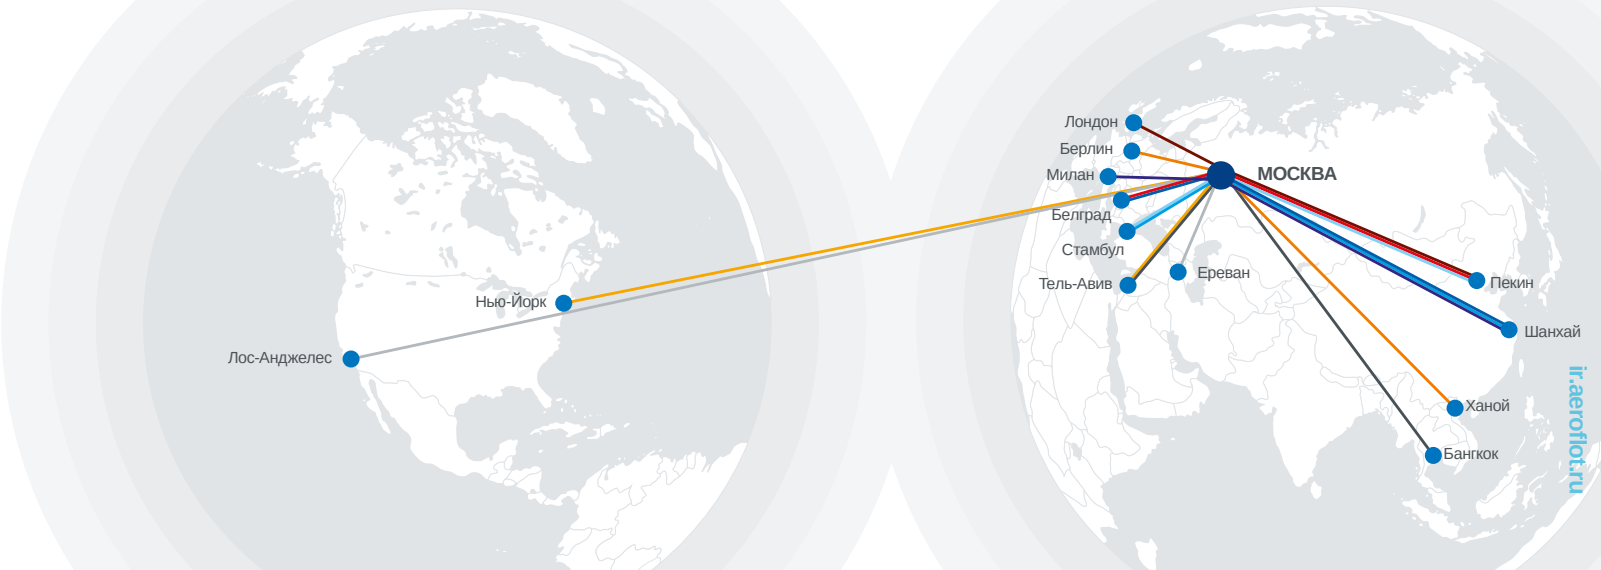 Лондон
Берлин
Милан
МОСКВА
Белград
Стамбул
Ереван
Тель-Авив
Пекин
Нью-Йорк
Шанхай
Лос-Анджелес
Ханой
Бангкок
ir.aeroflot.ru